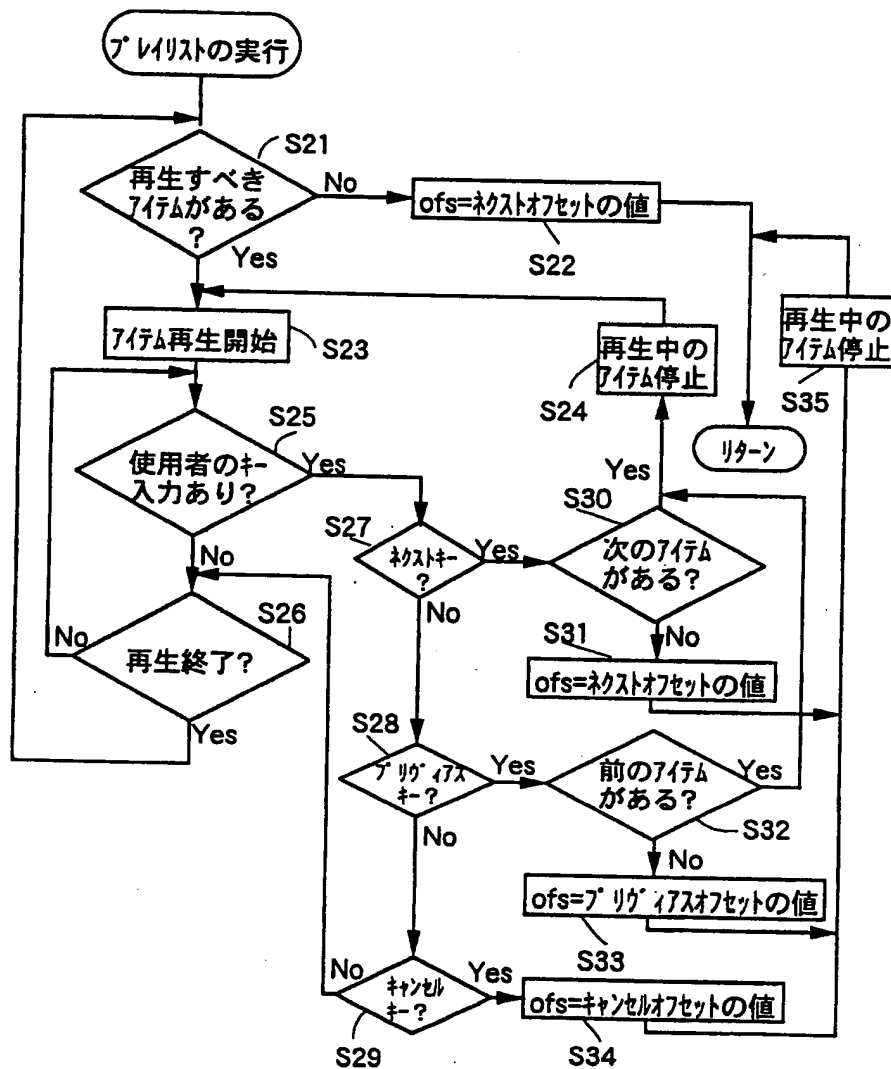 プレイリストの実行
S21
再生すべき
アイテムがある
?
No
Yes
ofs=ネクストオフセットの値
S22
アイテム再生開始
S23
再生中の
アイテム停止
S24
再生中の
アイテム停止
S35
リターン
S25
使用者のキー
入力あり?
Yes
No
S26
再生終了?
No
Yes
S27
ネクストキー
?
Yes
No
S30
次のアイテム
がある?
Yes
No
S31
ofs=ネクストオフセットの値
S28
プリヴィアス
キー?
Yes
No
前のアイテム
がある?
Yes
S32
No
ofs=プリヴィアスオフセットの値
S33
キャンセル
キー?
No
Yes
S29
ofs=キャンセルオフセットの値
S34